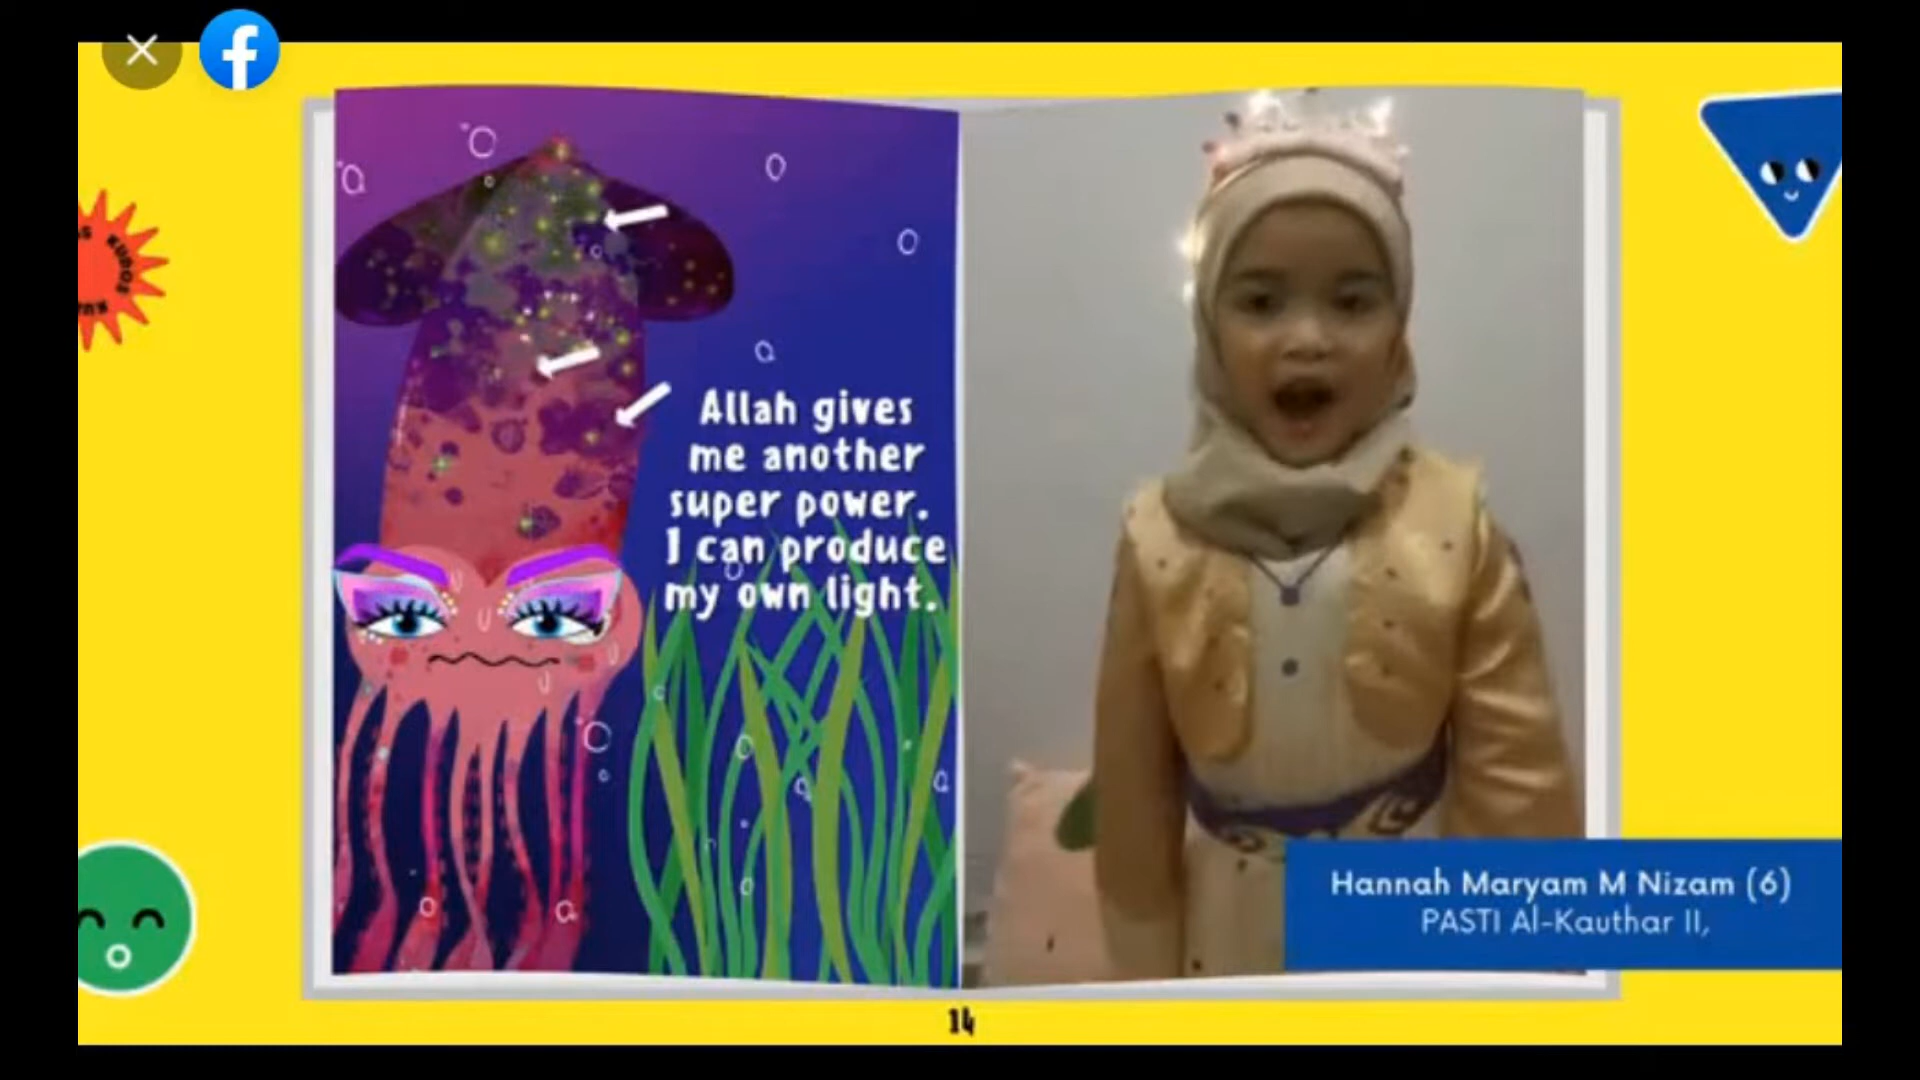 KUDOS
Allah gives
me another
super power.
I can produce
my own light.
Hannah Maryam M Nizam (6)
PASTI Al-Kauthar II,
14